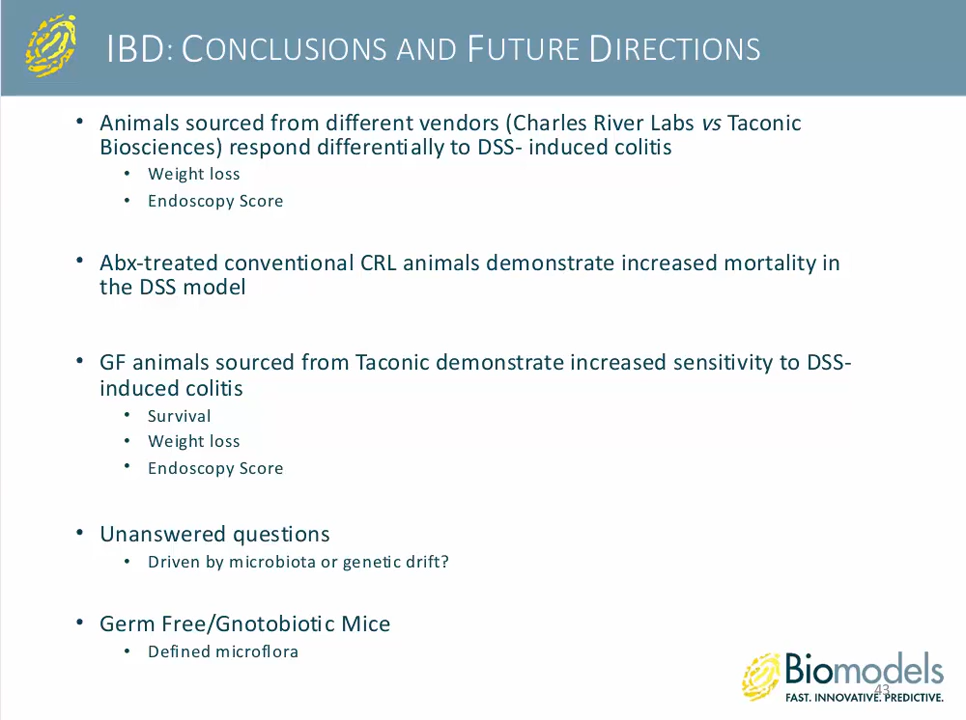 IBD: CONCLUSIONS AND FUTURE DIRECTIONS
• Animals sourced from different vendors (Charles River Labs vs Taconic
Biosciences) respond differentially to DSS- induced colitis
• Weight loss
• Endoscopy Score
• Abx-treated conventional CRL animals demonstrate increased mortality in
the DSS model
• GF animals sourced from Taconic demonstrate increased sensitivity to DSS-
induced colitis
• Survival
• Weight loss
• Endoscopy Score
• Unanswered questions
• Driven by microbiota or genetic drift?
• Germ Free/Gnotobiotic Mice
• Defined microflora
Biomodels
FAST. INNOVATIVE. PREDICTIVE.
43